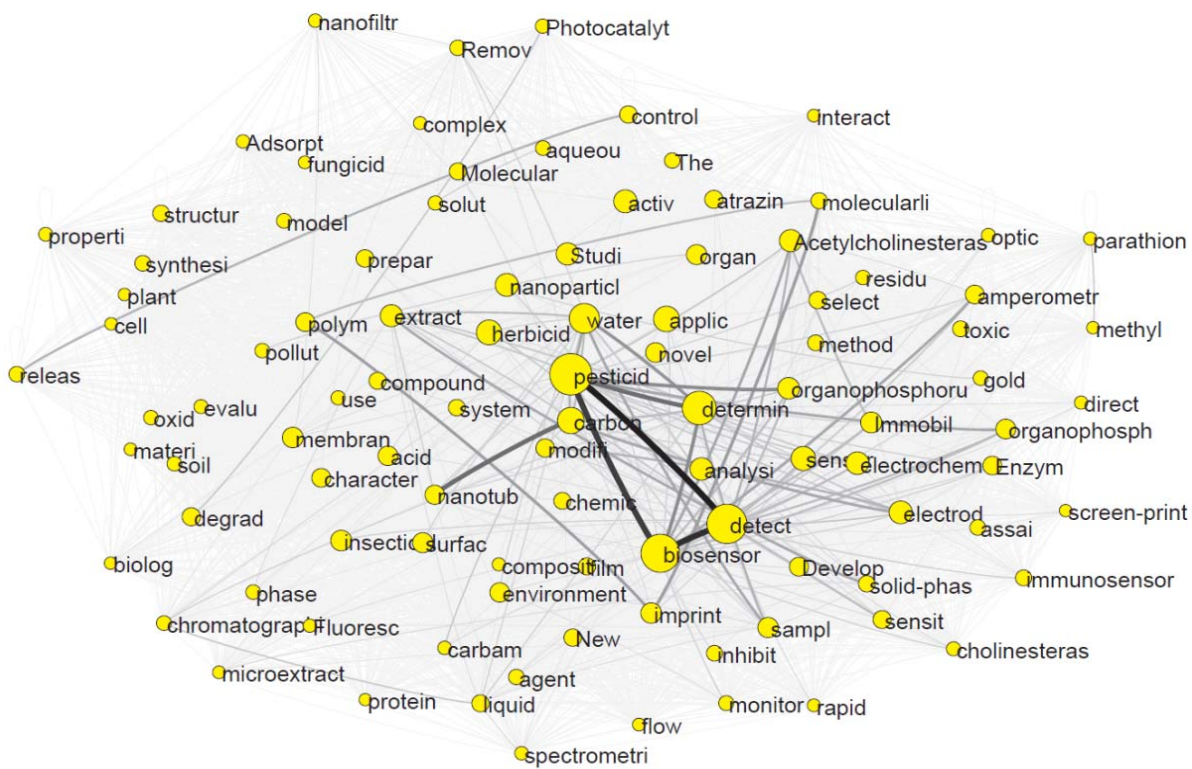 nanofiltr
Photocatalyt
Remov
control
interact
complex
Adsorpt
aqueou
The
fungicid
Molecular
solut
activ
atrazin
molecularli
structur
model
properti
Acetylcholinesteras
optic
parathion
synthesi
prepar
Studi
organ
residu
plant
nanoparticl
select
amperometr
cell
polym
extract
herbicid
water
applic
toxic
methyl
pollut
novel
method
releas
compound
pesticid
organophosphoru
gold
use
evalu
system
determin
direct
oxid
carbon
Immobil
organophosph
materi
membran
acid
modifi
soil
character
analysi
sensor
electrochem
Enzym
nanotub
chemic
degrad
detect
electrod
screen-print
assai
insecticid
surfac
biosensor
biolog
composit
film
Develop
solid-phas
immunosensor
phase
environment
imprint
sensit
chromatographi
Fluoresc
sampl
New
carbam
inhibit
cholinesteras
microextract
agent
protein
liquid
monitor
rapid
flow
spectrometri